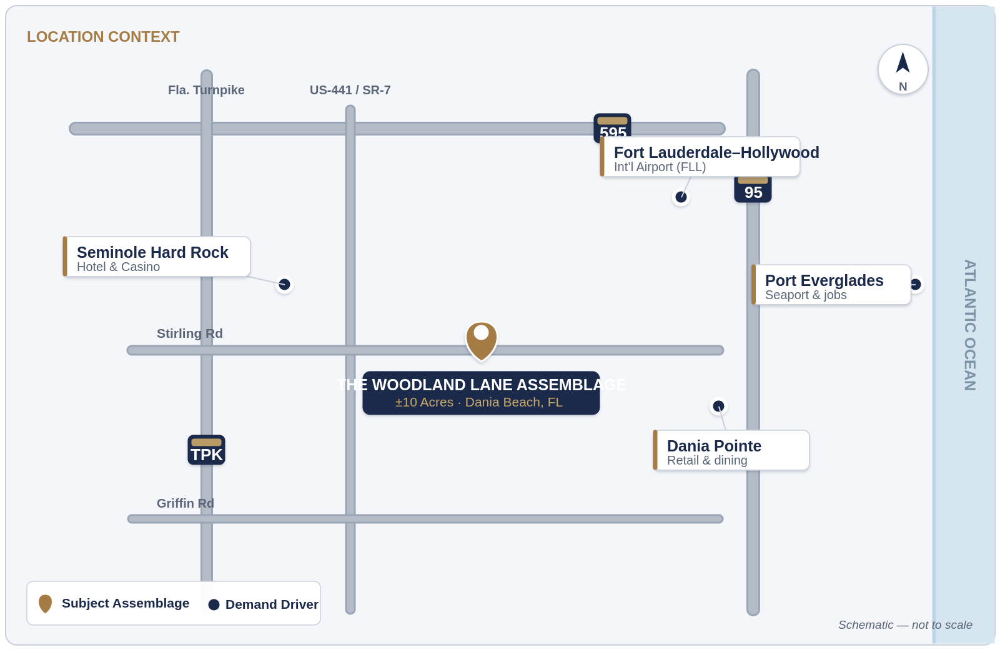 LOCATION CONTEXT
N
Fla. Turnpike
US-441 / SR-7
595
Fort Lauderdale–Hollywood
Int’l Airport (FLL)
95
Seminole Hard Rock
Hotel & Casino
Port Everglades
Seaport & jobs
ATLANTIC OCEAN
Stirling Rd
THE WOODLAND LANE ASSEMBLAGE
±10 Acres · Dania Beach, FL
TPK
Dania Pointe
Retail & dining
Griffin Rd
Subject Assemblage
Demand Driver
Schematic — not to scale